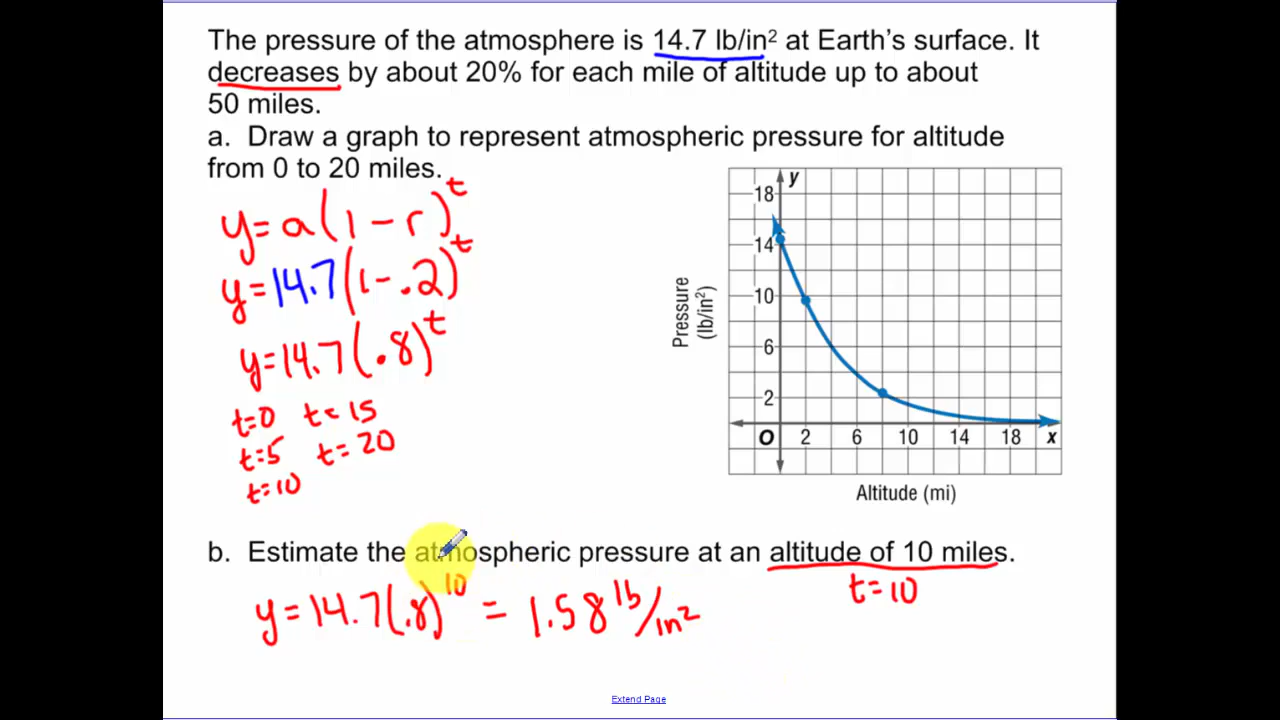 The pressure of the atmosphere is 14.7 lb/in² at Earth's surface. It
decreases by about 20% for each mile of altitude up to about
50 miles.
a. Draw a graph to represent atmospheric pressure for altitude
from 0 to 20 miles.
y = a(1 - r)^t
y = 14.7(1 - .2)^t
y = 14.7(.8)^t
t=0 t= 15
t=5 t= 20
t=10
y
18
14
10
6
2
O 2 6 10 14 18 x
Pressure
(lb/in²)
Altitude (mi)
b. Estimate the atmospheric pressure at an altitude of 10 miles.
t=10
y = 14.7(.8)^10 = 1.58 lb/in²
Extend Page